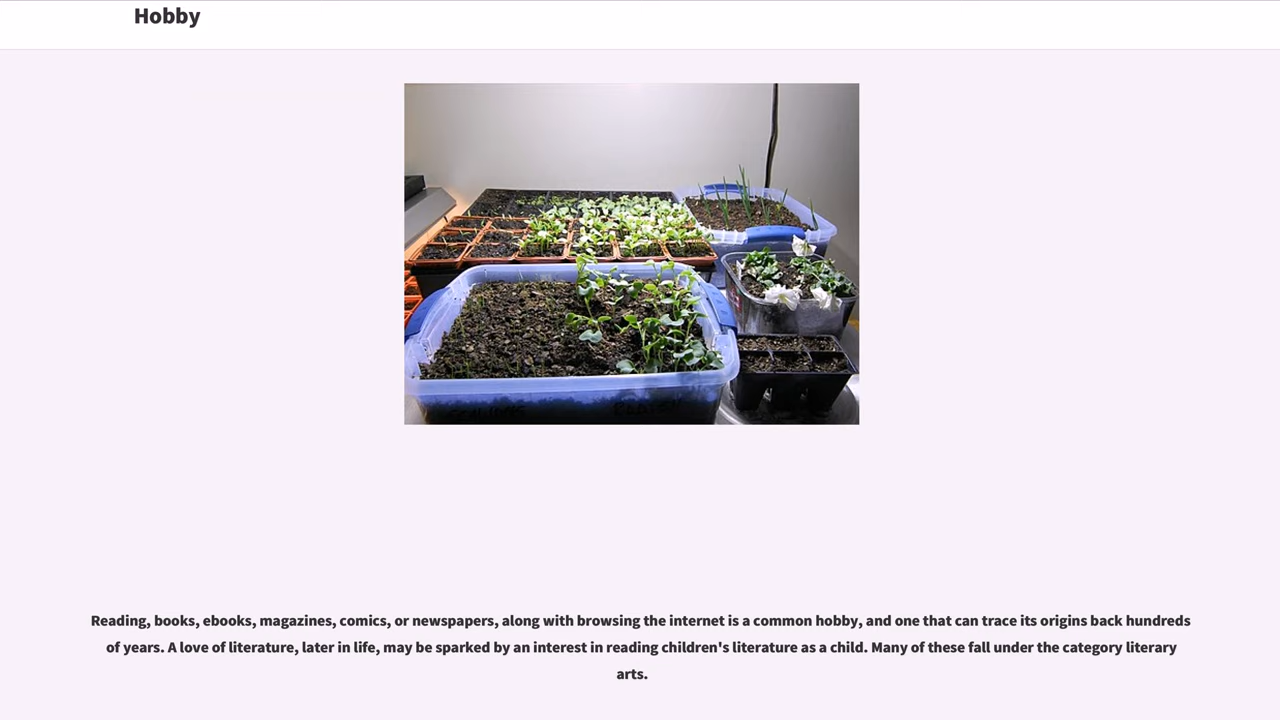 Hobby
Reading, books, ebooks, magazines, comics, or newspapers, along with browsing the internet is a common hobby, and one that can trace its origins back hundreds
of years. A love of literature, later in life, may be sparked by an interest in reading children's literature as a child. Many of these fall under the category literary
arts.